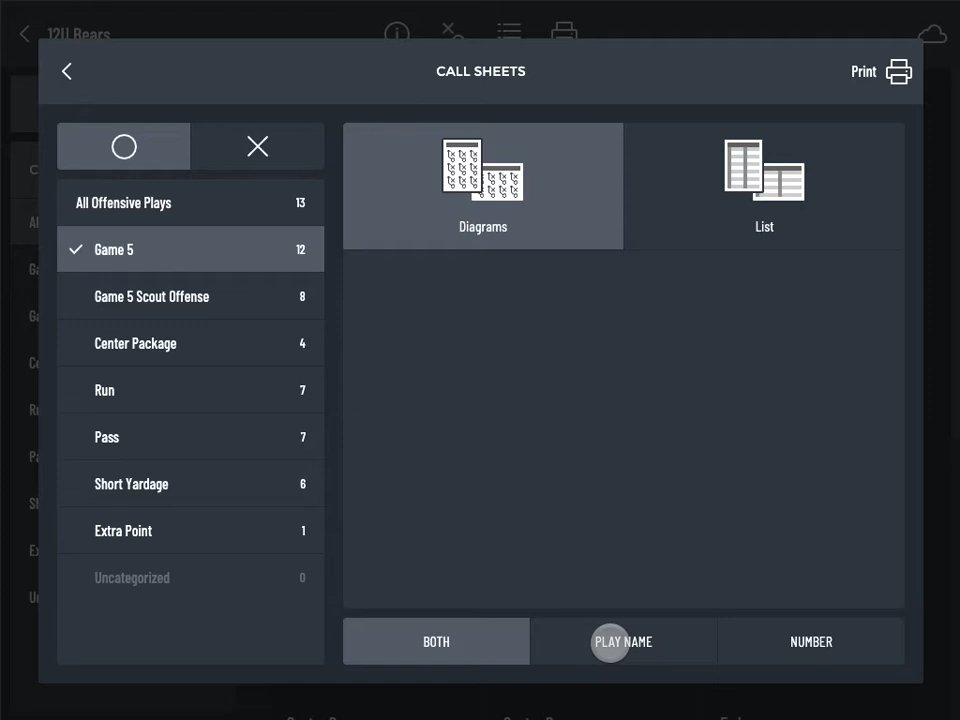 12U Bears
CALL SHEETS
Print
All Offensive Plays 13
Game 5 12
Game 5 Scout Offense 8
Center Package 4
Run 7
Pass 7
Short Yardage 6
Extra Point 1
Uncategorized 0
Diagrams
List
BOTH
PLAY NAME
NUMBER